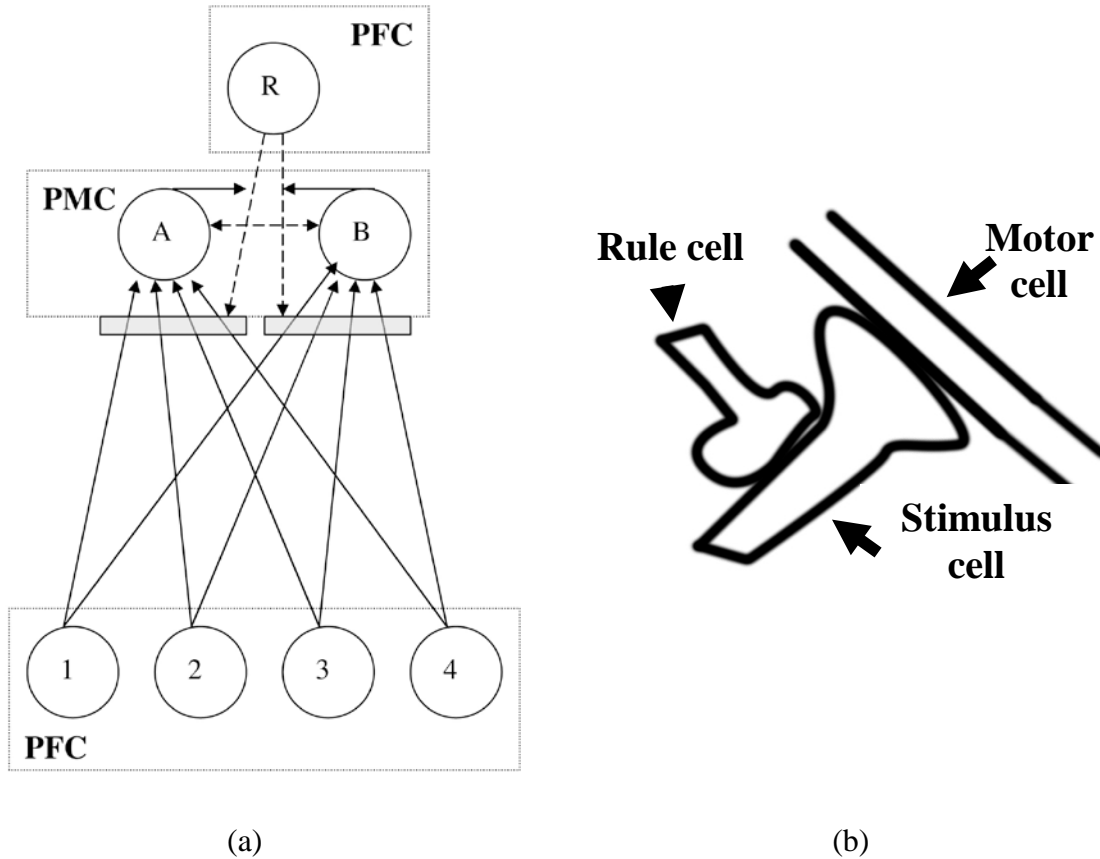 PFC
R
PMC
A
B
1
2
3
4
PFC
(a)
Rule cell
Motor
cell
Stimulus
cell
(b)